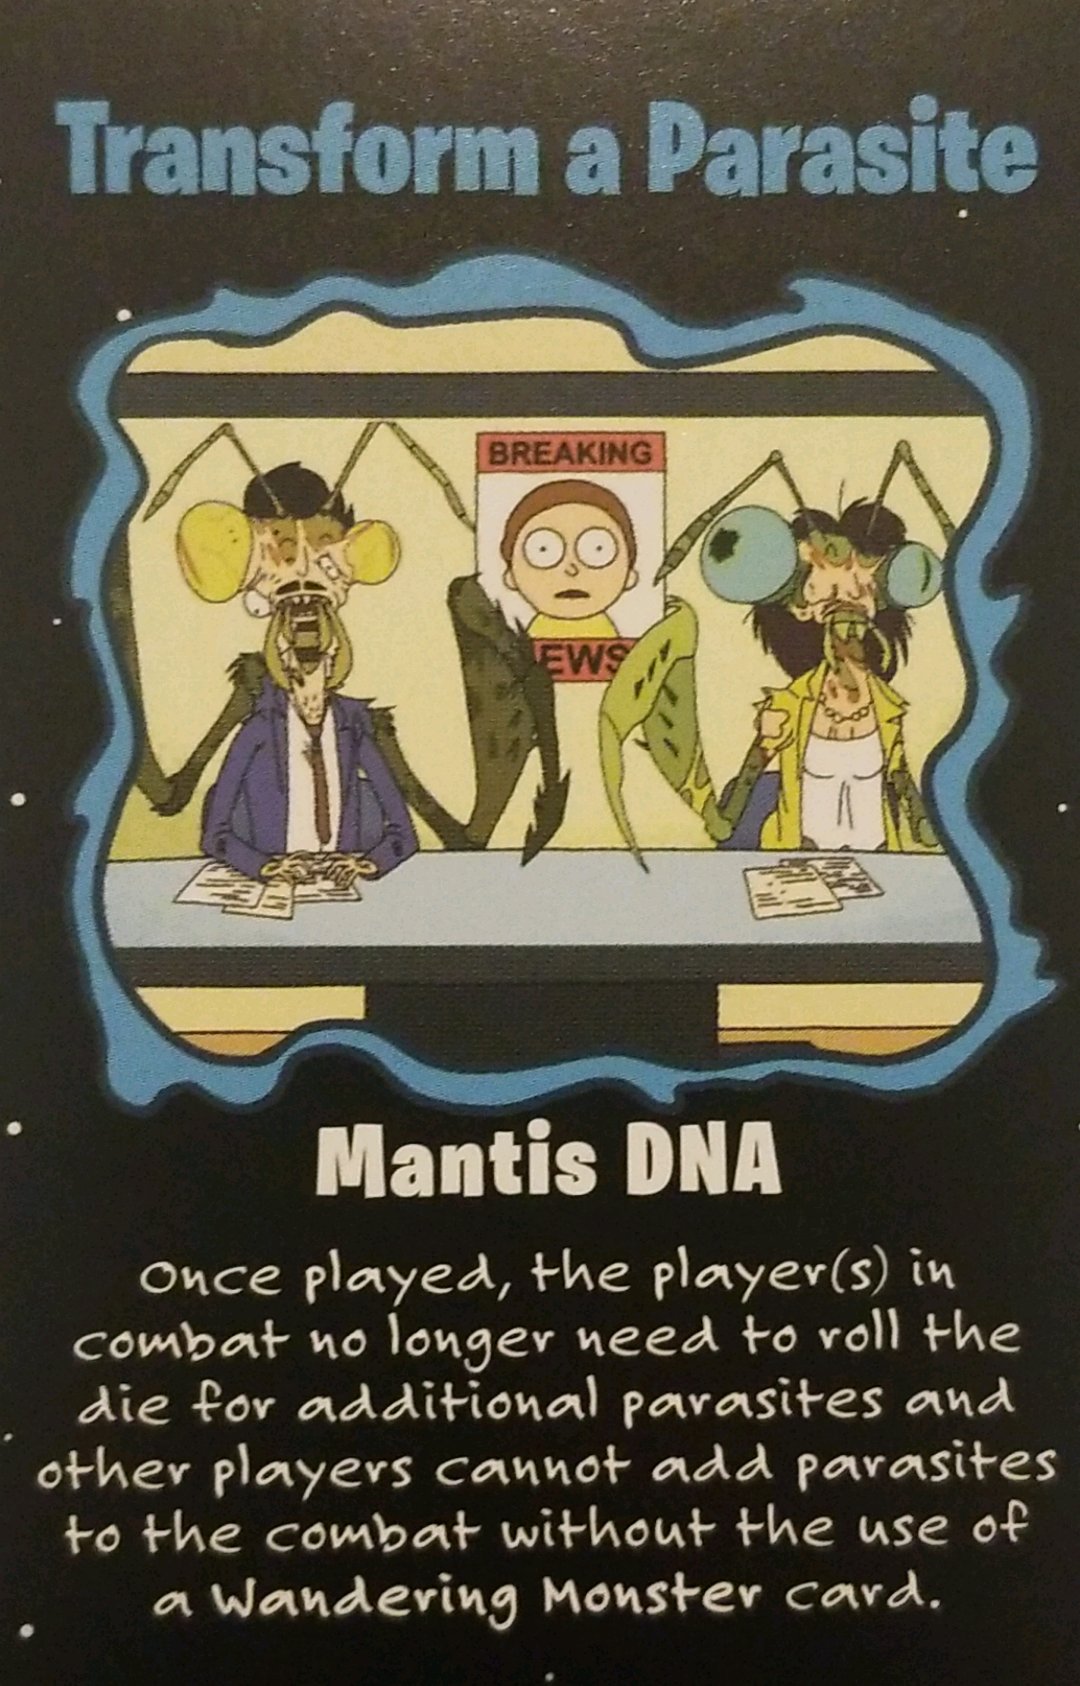 Transform a Parasite
BREAKING
EWS
Mantis DNA
Once played, the player(s) in
combat no longer need to roll the
die for additional parasites and
other players cannot add parasites
to the combat without the use of
a Wandering Monster card.